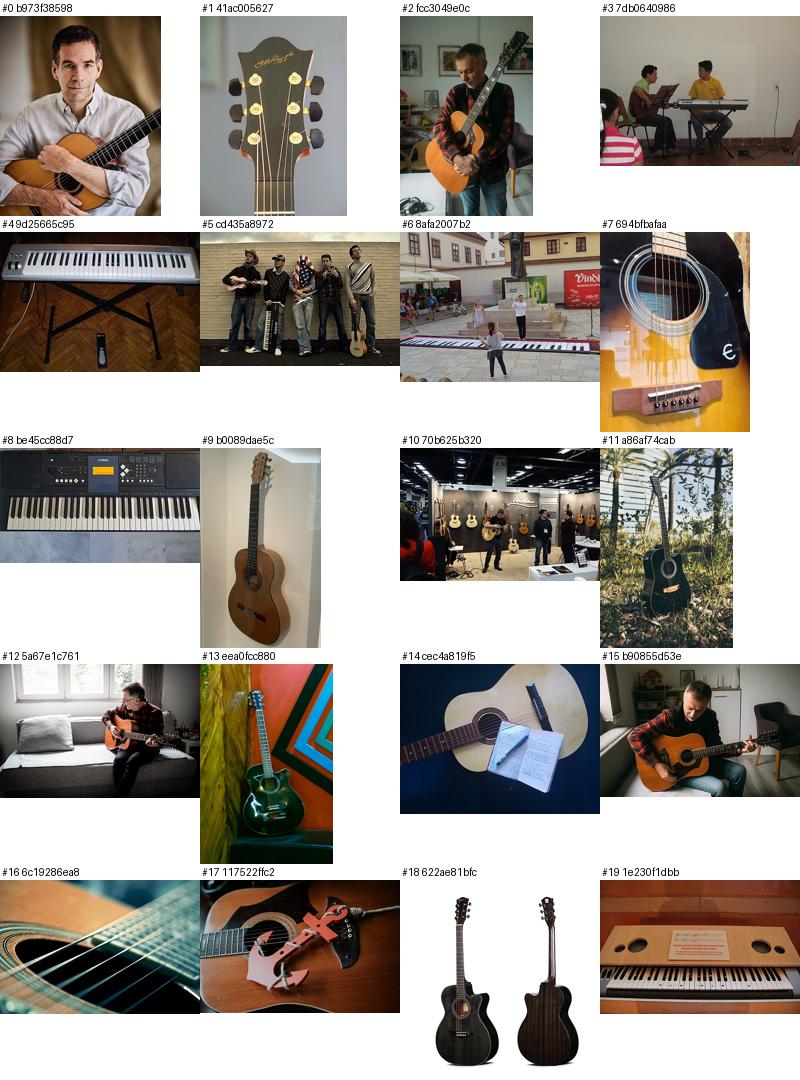 #0 b973f38598
#1 41ac005627
#2 fcc3049e0c
#3 7db0640986
#4 9d25665c95
#5 cd435a8972
#6 8afa2007b2
#7 694bfbafaa
Vindi
€
#8 be45cc88d7
#9 b0089dae5c
#10 70b625b320
#11 a86af74cab
YAMAHA
#12 5a67e1c761
#13 eea0fcc880
#14 cec4a819f5
#15 b90855d53e
#16 6c19286ea8
#17 117522ffc2
#18 622ae81bfc
#19 1e230f1dbb